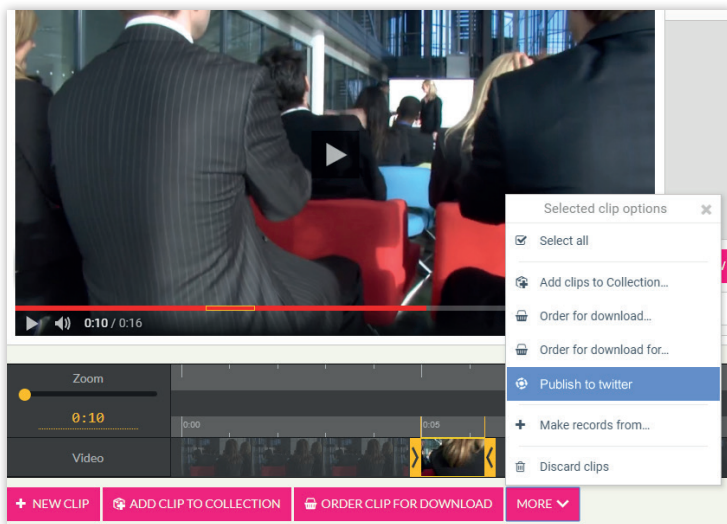 0:10 / 0:16
Selected clip options
Select all
Add clips to Collection...
Order for download...
Order for download for...
Publish to twitter
Make records from...
Discard clips
Zoom
0:10
0:00
0:05
Video
+ NEW CLIP
ADD CLIP TO COLLECTION
ORDER CLIP FOR DOWNLOAD
MORE